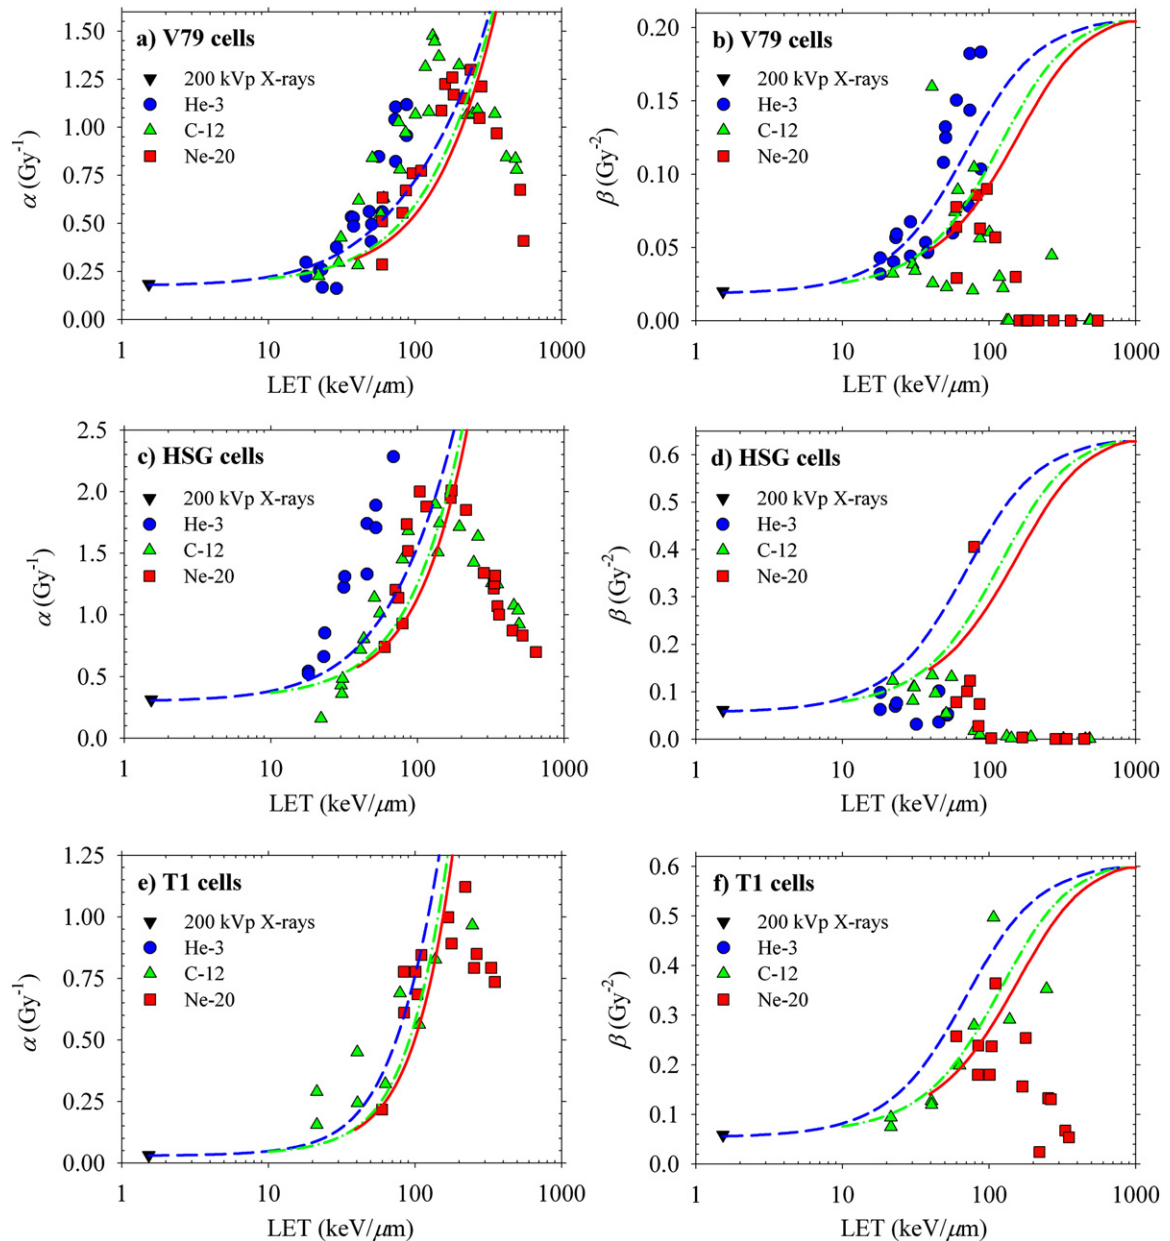 a) V79 cells
200 kVp X-rays
He-3
C-12
Ne-20
α (Gy⁻¹)
1.50
1.25
1.00
0.75
0.50
0.25
0.00
1 10 100 1000
LET (keV/μm)
b) V79 cells
200 kVp X-rays
He-3
C-12
Ne-20
β (Gy⁻²)
0.20
0.15
0.10
0.05
0.00
1 10 100 1000
LET (keV/μm)
c) HSG cells
200 kVp X-rays
He-3
C-12
Ne-20
α (Gy⁻¹)
2.5
2.0
1.5
1.0
0.5
0.0
1 10 100 1000
LET (keV/μm)
d) HSG cells
200 kVp X-rays
He-3
C-12
Ne-20
β (Gy⁻²)
0.6
0.5
0.4
0.3
0.2
0.1
0.0
1 10 100 1000
LET (keV/μm)
e) T1 cells
200 kVp X-rays
He-3
C-12
Ne-20
α (Gy⁻¹)
1.25
1.00
0.75
0.50
0.25
0.00
1 10 100 1000
LET (keV/μm)
f) T1 cells
200 kVp X-rays
He-3
C-12
Ne-20
β (Gy⁻²)
0.6
0.5
0.4
0.3
0.2
0.1
0.0
1 10 100 1000
LET (keV/μm)